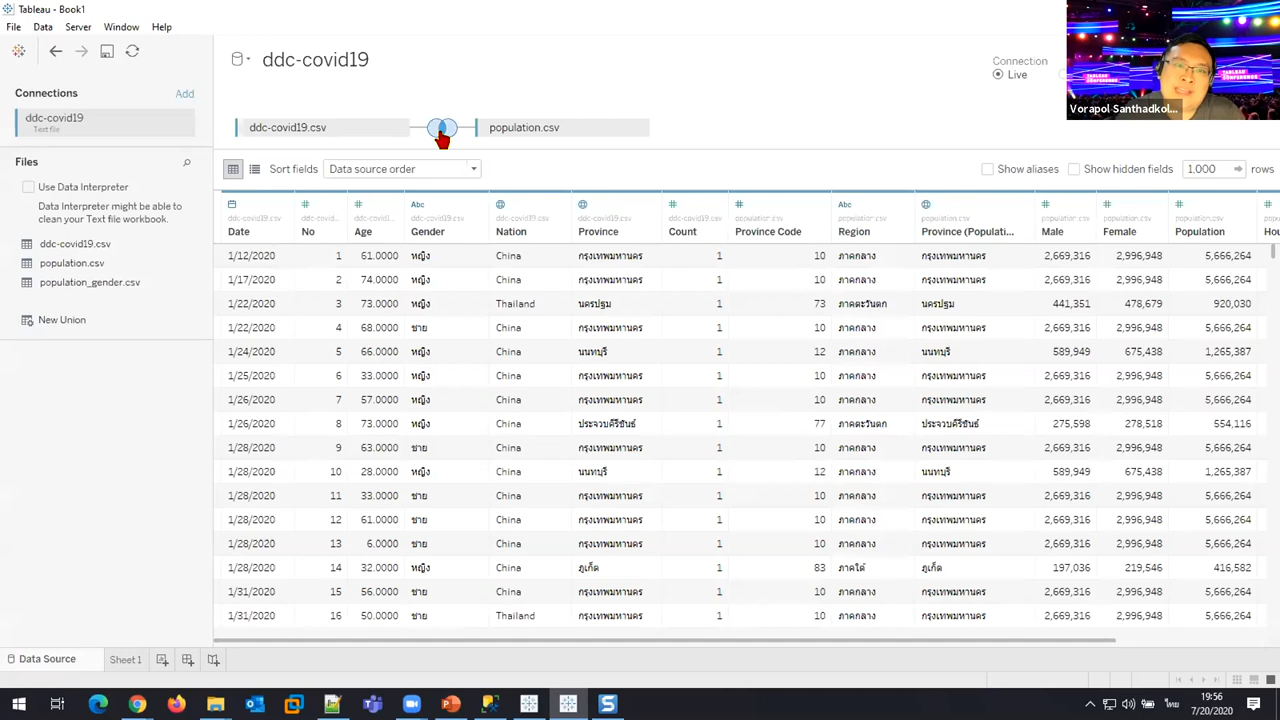 Tableau - Book1
File Data Server Window Help
Connections Add
ddc-covid19
Text file
Files
Use Data Interpreter
Data Interpreter might be able to
clean your Text file workbook.
ddc-covid19.csv
population.csv
population_gender.csv
New Union
ddc-covid19
Connection
Live
Vorapol Santhadkol...
ddc-covid19.csv population.csv
Sort fields Data source order Show aliases Show hidden fields 1,000 rows
Abc Abc
ddc-covid19.csv ddc-covid... ddc-covid1... ddc-covid19.csv ddc-covid19.csv ddc-covid19.csv ddc-covid19.csv population.csv population.csv population.csv population.csv population.csv population.csv
Date No Age Gender Nation Province Count Province Code Region Province (Populati... Male Female Population Hou
1/12/2020 1 61.0000 หญิง China กรุงเทพมหานคร 1 10 ภาคกลาง กรุงเทพมหานคร 2,669,316 2,996,948 5,666,264
1/17/2020 2 74.0000 หญิง China กรุงเทพมหานคร 1 10 ภาคกลาง กรุงเทพมหานคร 2,669,316 2,996,948 5,666,264
1/22/2020 3 73.0000 หญิง Thailand นครปฐม 1 73 ภาคตะวันตก นครปฐม 441,351 478,679 920,030
1/22/2020 4 68.0000 ชาย China กรุงเทพมหานคร 1 10 ภาคกลาง กรุงเทพมหานคร 2,669,316 2,996,948 5,666,264
1/24/2020 5 66.0000 หญิง China นนทบุรี 1 12 ภาคกลาง นนทบุรี 589,949 675,438 1,265,387
1/25/2020 6 33.0000 หญิง China กรุงเทพมหานคร 1 10 ภาคกลาง กรุงเทพมหานคร 2,669,316 2,996,948 5,666,264
1/26/2020 7 57.0000 หญิง China กรุงเทพมหานคร 1 10 ภาคกลาง กรุงเทพมหานคร 2,669,316 2,996,948 5,666,264
1/26/2020 8 73.0000 หญิง China ประจวบคีรีขันธ์ 1 77 ภาคตะวันตก ประจวบคีรีขันธ์ 275,598 278,518 554,116
1/28/2020 9 63.0000 ชาย China กรุงเทพมหานคร 1 10 ภาคกลาง กรุงเทพมหานคร 2,669,316 2,996,948 5,666,264
1/28/2020 10 28.0000 หญิง China นนทบุรี 1 12 ภาคกลาง นนทบุรี 589,949 675,438 1,265,387
1/28/2020 11 33.0000 ชาย China กรุงเทพมหานคร 1 10 ภาคกลาง กรุงเทพมหานคร 2,669,316 2,996,948 5,666,264
1/28/2020 12 61.0000 ชาย China กรุงเทพมหานคร 1 10 ภาคกลาง กรุงเทพมหานคร 2,669,316 2,996,948 5,666,264
1/28/2020 13 6.0000 ชาย China กรุงเทพมหานคร 1 10 ภาคกลาง กรุงเทพมหานคร 2,669,316 2,996,948 5,666,264
1/28/2020 14 32.0000 หญิง China ภูเก็ต 1 83 ภาคใต้ ภูเก็ต 197,036 219,546 416,582
1/31/2020 15 56.0000 ชาย China กรุงเทพมหานคร 1 10 ภาคกลาง กรุงเทพมหานคร 2,669,316 2,996,948 5,666,264
1/31/2020 16 50.0000 ชาย Thailand กรุงเทพมหานคร 1 10 ภาคกลาง กรุงเทพมหานคร 2,669,316 2,996,948 5,666,264
Data Source Sheet 1
ไทย
19:56
7/20/2020